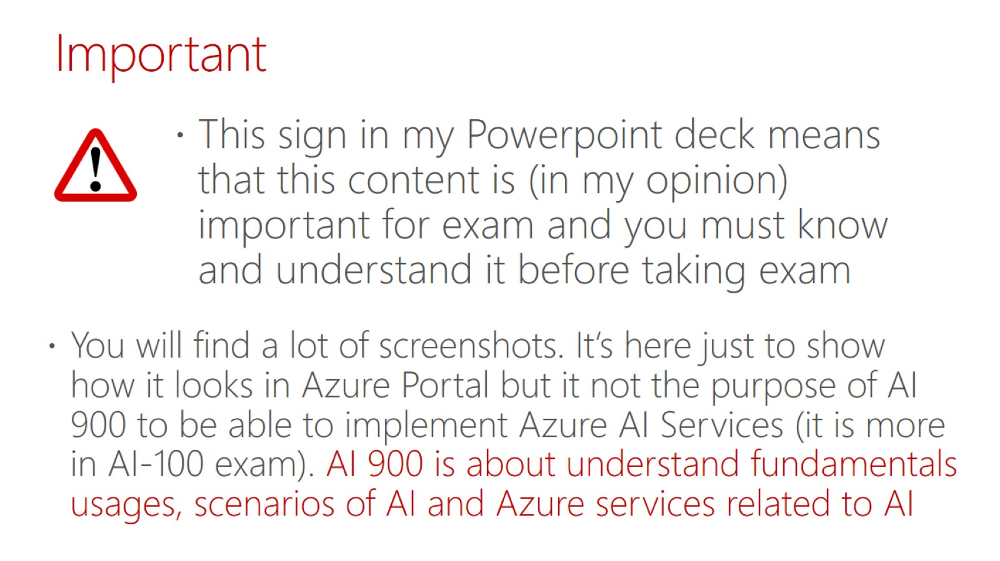 Important
• This sign in my Powerpoint deck means
that this content is (in my opinion)
important for exam and you must know
and understand it before taking exam
• You will find a lot of screenshots. It’s here just to show
how it looks in Azure Portal but it not the purpose of AI
900 to be able to implement Azure AI Services (it is more
in AI-100 exam). AI 900 is about understand fundamentals
usages, scenarios of AI and Azure services related to AI